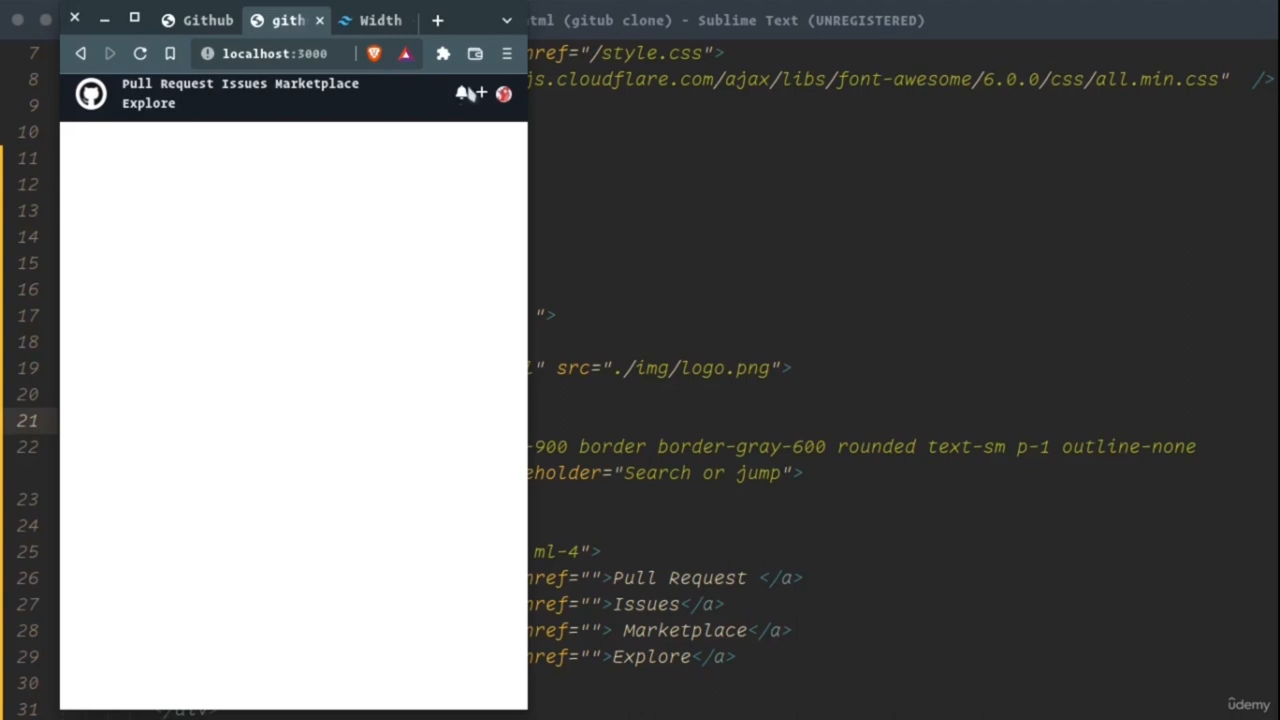 Github
gith
Width
tml (gitub clone) - Sublime Text (UNREGISTERED)
localhost:3000
Pull Request Issues Marketplace
Explore
7 href="/style.css">
8 js.cloudflare.com/ajax/libs/font-awesome/6.0.0/css/all.min.css" />
9
10
11
12
13
14
15
16
17 ">
18
19 l" src="./img/logo.png">
20
21
22 -900 border border-gray-600 rounded text-sm p-1 outline-none
eholder="Search or jump">
23
24
25 ml-4">
26 href="">Pull Request </a>
27 href="">Issues</a>
28 href=""> Marketplace</a>
29 href="">Explore</a>
30
31 </div>
ûdemy